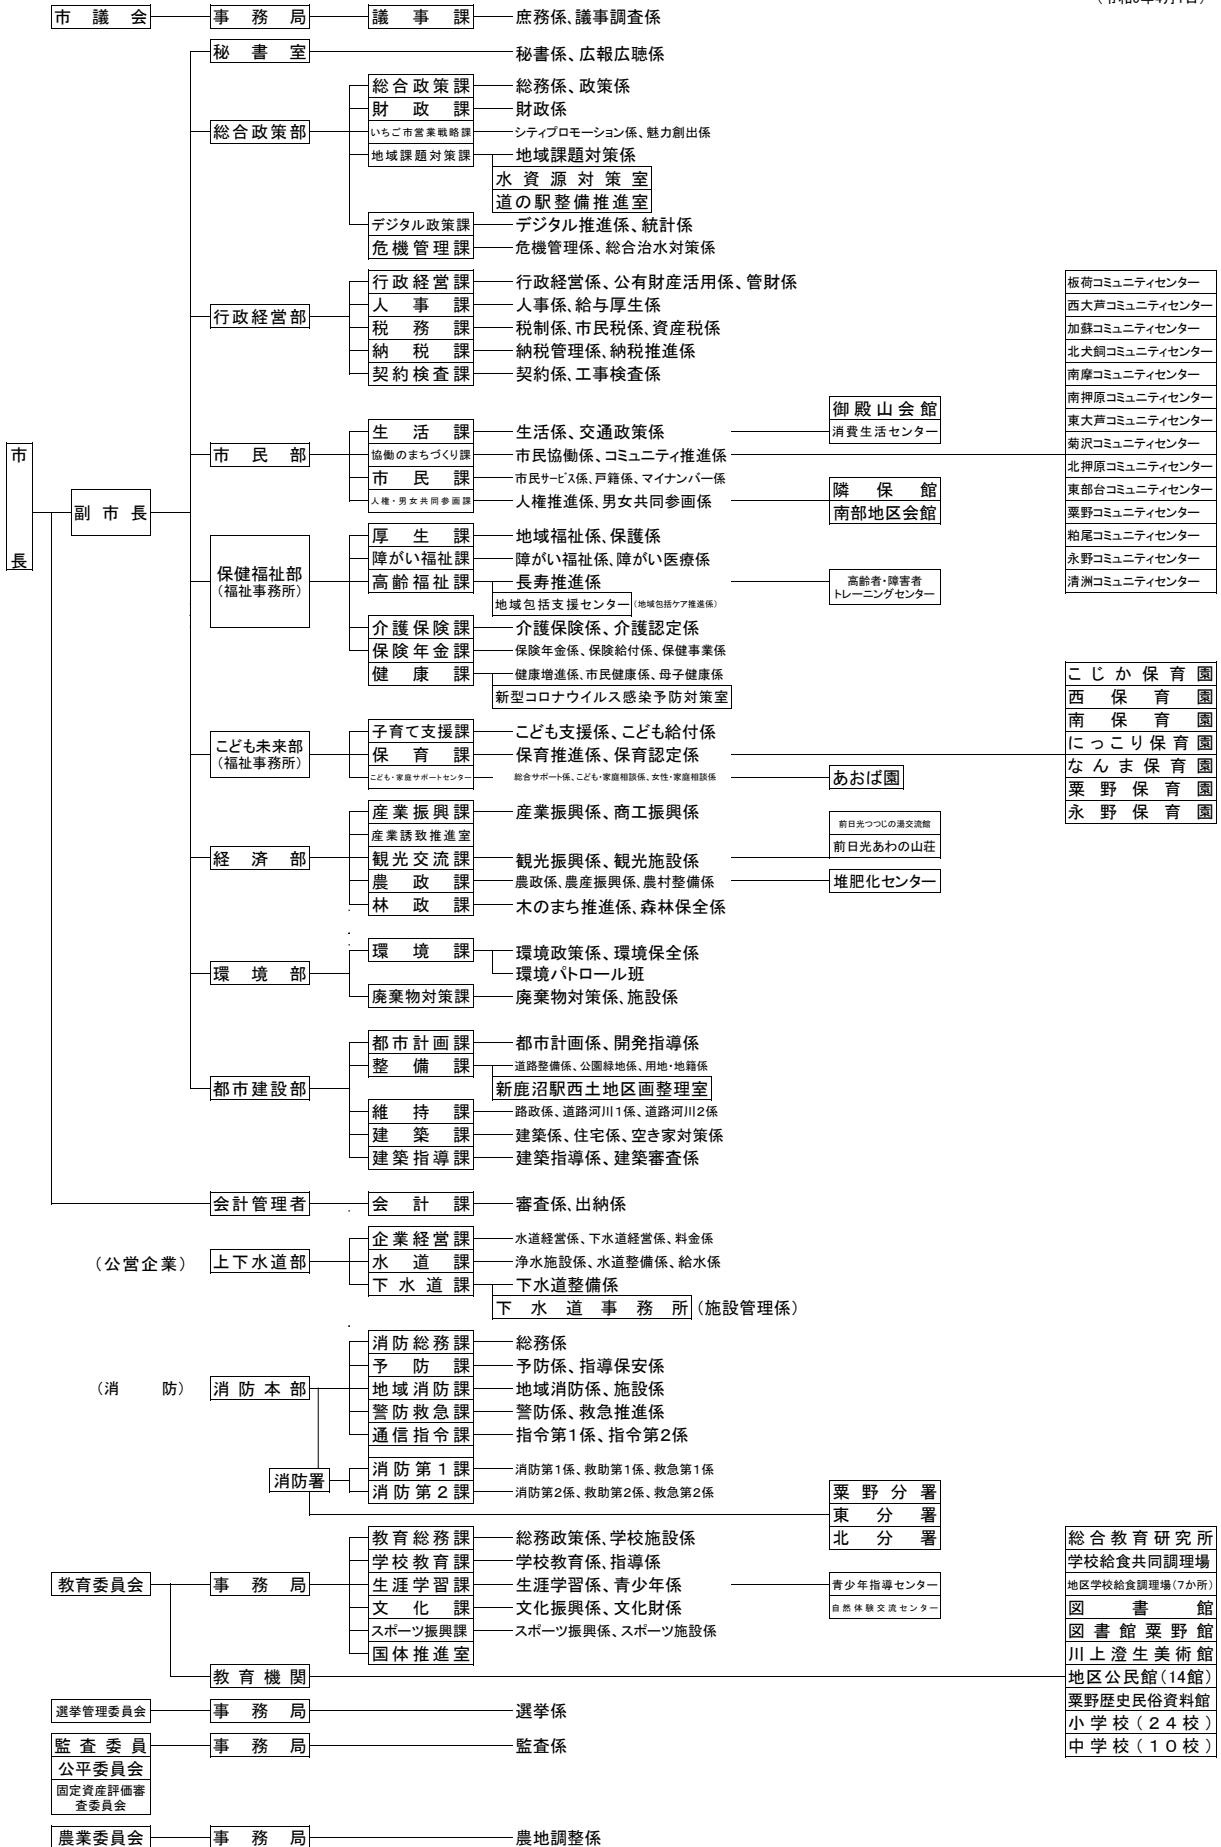 市議会 事務局 議事課 庶務係、議事調査係
秘書室 秘書係、広報広聴係
総合政策部
総合政策課 総務係、政策係
財政課 財政係
いちご市営業戦略課 シティプロモーション係、魅力創出係
地域課題対策課 地域課題対策係
水資源対策室
道の駅整備推進室
デジタル政策課 デジタル推進係、統計係
危機管理課 危機管理係、総合治水対策係
行政経営部
行政経営課 行政経営係、公有財産活用係、管財係
人事課 人事係、給与厚生係
税務課 税制係、市民税係、資産税係
納税課 納税管理係、納税推進係
契約検査課 契約係、工事検査係
市長
副市長
市民部
生活課 生活係、交通政策係
御殿山会館
消費生活センター
協働のまちづくり課 市民協働係、コミュニティ推進係
板荷コミュニティセンター
西大芦コミュニティセンター
加蘇コミュニティセンター
北犬飼コミュニティセンター
南摩コミュニティセンター
南押原コミュニティセンター
東大芦コミュニティセンター
菊沢コミュニティセンター
北押原コミュニティセンター
東部台コミュニティセンター
粟野コミュニティセンター
粕尾コミュニティセンター
永野コミュニティセンター
清洲コミュニティセンター
市民課 市民サービス係、戸籍係、マイナンバー係
人権・男女共同参画課 人権推進係、男女共同参画係
隣保館
南部地区会館
保健福祉部
(福祉事務所)
厚生課 地域福祉係、保護係
障がい福祉課 障がい福祉係、障がい医療係
高齢福祉課 長寿推進係
高齢者・障害者
トレーニングセンター
地域包括支援センター (地域包括ケア推進係)
介護保険課 介護保険係、介護認定係
保険年金課 保険年金係、保険給付係、保健事業係
健康課 健康増進係、市民健康係、母子健康係
新型コロナウイルス感染予防対策室
こども未来部
(福祉事務所)
子育て支援課 こども支援係、こども給付係
保育課 保育推進係、保育認定係
こじか保育園
西保育園
南保育園
にっこり保育園
なんま保育園
粟野保育園
永野保育園
こども・家庭サポートセンター 総合サポート係、こども・家庭相談係、女性・家庭相談係 あおば園
経済部
産業振興課 産業振興係、商工振興係
産業誘致推進室
観光交流課 観光振興係、観光施設係
前日光つつじの湯交流館
前日光あわの山荘
農政課 農政係、農産振興係、農村整備係 堆肥化センター
林政課 木のまち推進係、森林保全係
環境部
環境課 環境政策係、環境保全係
環境パトロール班
廃棄物対策課 廃棄物対策係、施設係
都市建設部
都市計画課 都市計画係、開発指導係
整備課 道路整備係、公園緑地係、用地・地籍係
新鹿沼駅西土地区画整理室
維持課 路政係、道路河川1係、道路河川2係
建築課 建築係、住宅係、空き家対策係
建築指導課 建築指導係、建築審査係
会計管理者 会計課 審査係、出納係
(公営企業) 上下水道部
企業経営課 水道経営係、下水道経営係、料金係
水道課 浄水施設係、水道整備係、給水係
下水道課 下水道整備係
下水道事務所 (施設管理係)
(消防) 消防本部
消防総務課 総務係
予防課 予防係、指導保安係
地域消防課 地域消防係、施設係
警防救急課 警防係、救急推進係
通信指令課 指令第1係、指令第2係
消防署
消防第1課 消防第1係、救助第1係、救急第1係
消防第2課 消防第2係、救助第2係、救急第2係
粟野分署
東分署
北分署
教育委員会 事務局
教育総務課 総務政策係、学校施設係
学校教育課 学校教育係、指導係
生涯学習課 生涯学習係、青少年係
青少年指導センター
自然体験交流センター
文化課 文化振興係、文化財係
スポーツ振興課 スポーツ振興係、スポーツ施設係
国体推進室
教育機関
総合教育研究所
学校給食共同調理場
地区学校給食調理場(7か所)
図書館
図書館粟野館
川上澄生美術館
地区公民館(14館)
粟野歴史民俗資料館
小学校(24校)
中学校(10校)
選挙管理委員会 事務局 選挙係
監査委員 事務局 監査係
公平委員会
固定資産評価審
査委員会
農業委員会 事務局 農地調整係